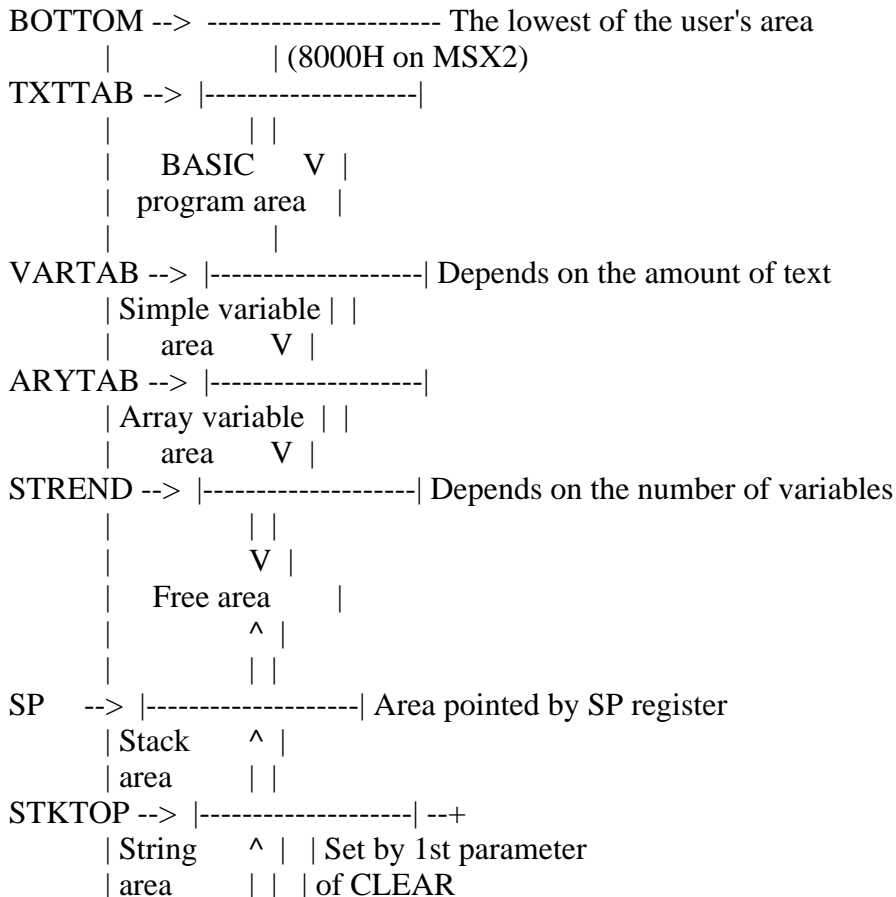 BOTTOM --> ---------------------- The lowest of the user's area
| | (8000H on MSX2)
TXTTAB --> |--------------------|
| | |
| BASIC V |
| program area |
| |
VARTAB --> |--------------------| Depends on the amount of text
| Simple variable | |
| area V |
ARYTAB --> |--------------------|
| Array variable | |
| area V |
STREND --> |--------------------| Depends on the number of variables
| | |
| V |
| Free area |
| ^ |
| | |
SP --> |--------------------| Area pointed by SP register
| Stack ^ |
| area | |
STKTOP --> |--------------------| --+
| String ^ | | Set by 1st parameter
| area | | | of CLEAR